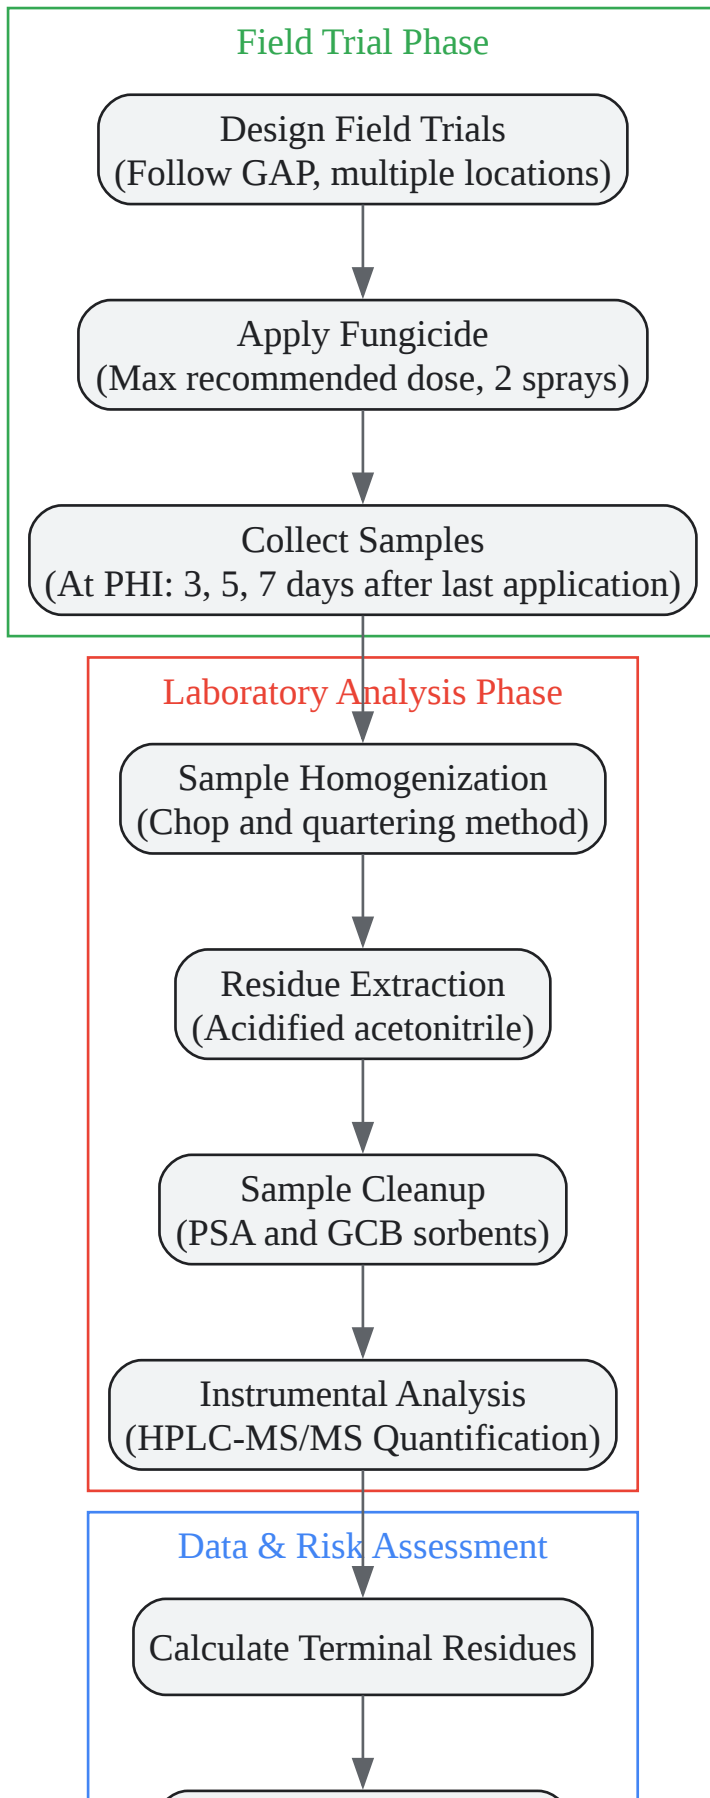 Field Trial Phase
Design Field Trials
(Follow GAP, multiple locations)
Apply Fungicide
(Max recommended dose, 2 sprays)
Collect Samples
(At PHI: 3, 5, 7 days after last application)
Laboratory Analysis Phase
Sample Homogenization
(Chop and quartering method)
Residue Extraction
(Acidified acetonitrile)
Sample Cleanup
(PSA and GCB sorbents)
Instrumental Analysis
(HPLC-MS/MS Quantification)
Data & Risk Assessment
Calculate Terminal Residues